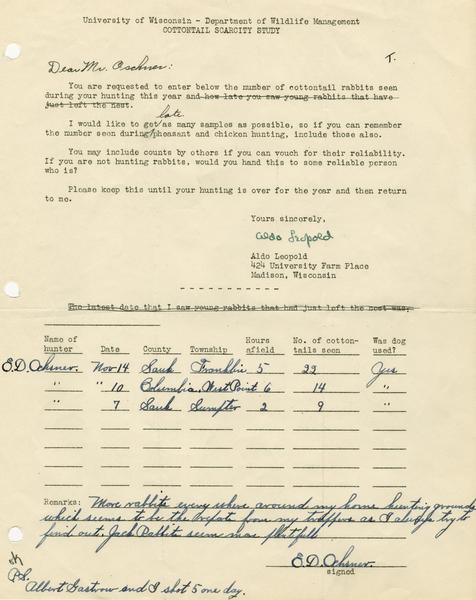 University of Wisconsin - Department of Wildlife Management
COTTONTAIL SCARCITY STUDY
T.
Dear Mr. Oschner:
You are requested to enter below the number of cottontail rabbits seen
during your hunting this year and how late you saw young rabbits that have
just left the nest.
late
I would like to get as many samples as possible, so if you can remember
the number seen during pheasant and chicken hunting, include those also.
You may include counts by others if you can vouch for their reliability.
If you are not hunting rabbits, would you hand this to some reliable person
who is?
Please keep this until your hunting is over for the year and then return
to me.
Yours sincerely,
Aldo Leopold
Aldo Leopold
424 University Farm Place
Madison, Wisconsin
- - - - - - - - - - -
The latest date that I saw young rabbits that had just left the nest was,
Name of hunter Date County Township Hours afield No. of cotton-tails seen Was dog used?
E.D. Ochsner. Nov 14 Sauk Franklin 5 22 Yes
" " 10 Columbia, West Point 6 14 "
" 7 Sauk Sumpter 2 9 "
Remarks: More rabbits every where around my home hunting grounds
which seems to be the from my trappers as I always try to
find out. Jack Rabbit seem more plentifull
E.D. Ochsner.
signed
ok
P.S.
Albert Gastrow and I shot 5 one day.